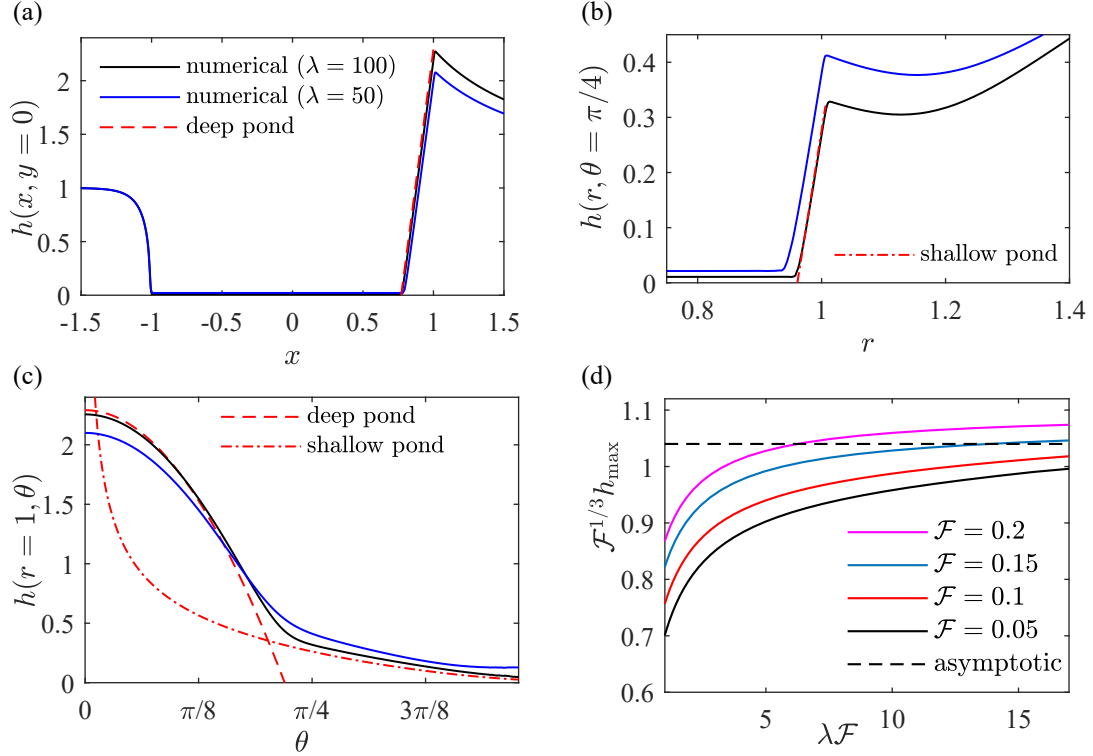 (a)
h(x, y = 0)
2
1.5
1
0.5
0
numerical (λ = 100)
numerical (λ = 50)
deep pond
-1.5
-1
-0.5
0
0.5
1
1.5
x
(b)
h(r, θ = π/4)
0.4
0.3
0.2
0.1
0
shallow pond
0.8
1
1.2
1.4
r
(c)
h(r = 1, θ)
2
1.5
1
0.5
0
deep pond
shallow pond
0
π/8
π/4
3π/8
θ
(d)
ℱ^{1/3}h_{max}
1.1
1
0.9
0.8
0.7
0.6
ℱ = 0.2
ℱ = 0.15
ℱ = 0.1
ℱ = 0.05
asymptotic
5
10
15
λℱ